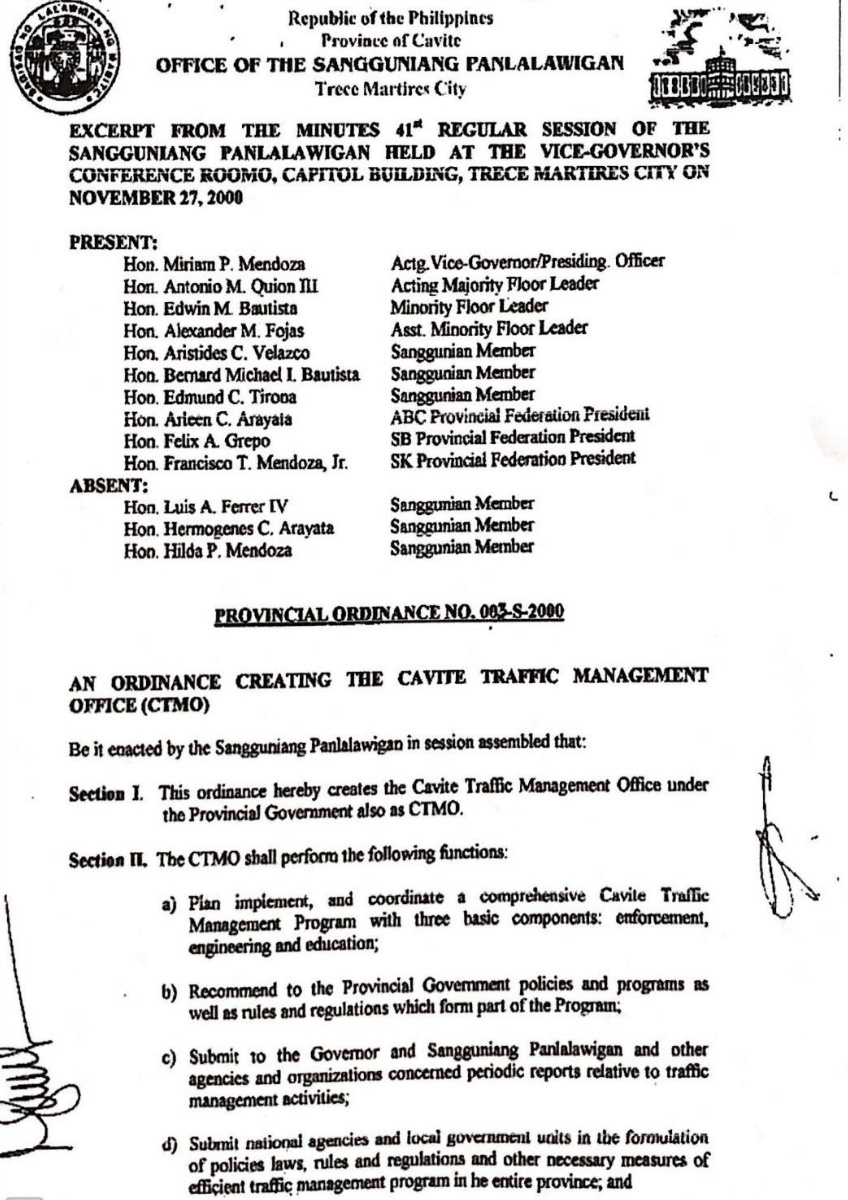 Republic of the Philippines
Province of Cavite
OFFICE OF THE SANGGUNIANG PANLALAWIGAN
Trece Martires City
EXCERPT FROM THE MINUTES 41st REGULAR SESSION OF THE
SANGGUNIANG PANLALAWIGAN HELD AT THE VICE-GOVERNOR'S
CONFERENCE ROOMO, CAPITOL BUILDING, TRECE MARTIRES CITY ON
NOVEMBER 27, 2000
PRESENT:
Hon. Miriam P. Mendoza Actg. Vice-Governor/Presiding. Officer
Hon. Antonio M. Quion III Acting Majority Floor Leader
Hon. Edwin M. Bautista Minority Floor Leader
Hon. Alexander M. Fojas Asst. Minority Floor Leader
Hon. Aristides C. Velazco Sanggunian Member
Hon. Bernard Michael I. Bautista Sanggunian Member
Hon. Edmund C. Tirona Sanggunian Member
Hon. Arleen C. Arayata ABC Provincial Federation President
Hon. Felix A. Grepo SB Provincial Federation President
Hon. Francisco T. Mendoza, Jr. SK Provincial Federation President
ABSENT:
Hon. Luis A. Ferrer IV Sanggunian Member
Hon. Hermogenes C. Arayata Sanggunian Member
Hon. Hilda P. Mendoza Sanggunian Member
PROVINCIAL ORDINANCE NO. 003-S-2000
AN ORDINANCE CREATING THE CAVITE TRAFFIC MANAGEMENT
OFFICE (CTMO)
Be it enacted by the Sangguniang Panlalawigan in session assembled that:
Section I. This ordinance hereby creates the Cavite Traffic Management Office under
the Provincial Government also as CTMO.
Section II. The CTMO shall perform the following functions:
a) Plan implement, and coordinate a comprehensive Cavite Traffic
Management Program with three basic components: enforcement,
engineering and education;
b) Recommend to the Provincial Government policies and programs as
well as rules and regulations which form part of the Program;
c) Submit to the Governor and Sangguniang Panlalawigan and other
agencies and organizations concerned periodic reports relative to traffic
management activities;
d) Submit national agencies and local government units in the formulation
of policies laws, rules and regulations and other necessary measures of
efficient traffic management program in he entire province; and